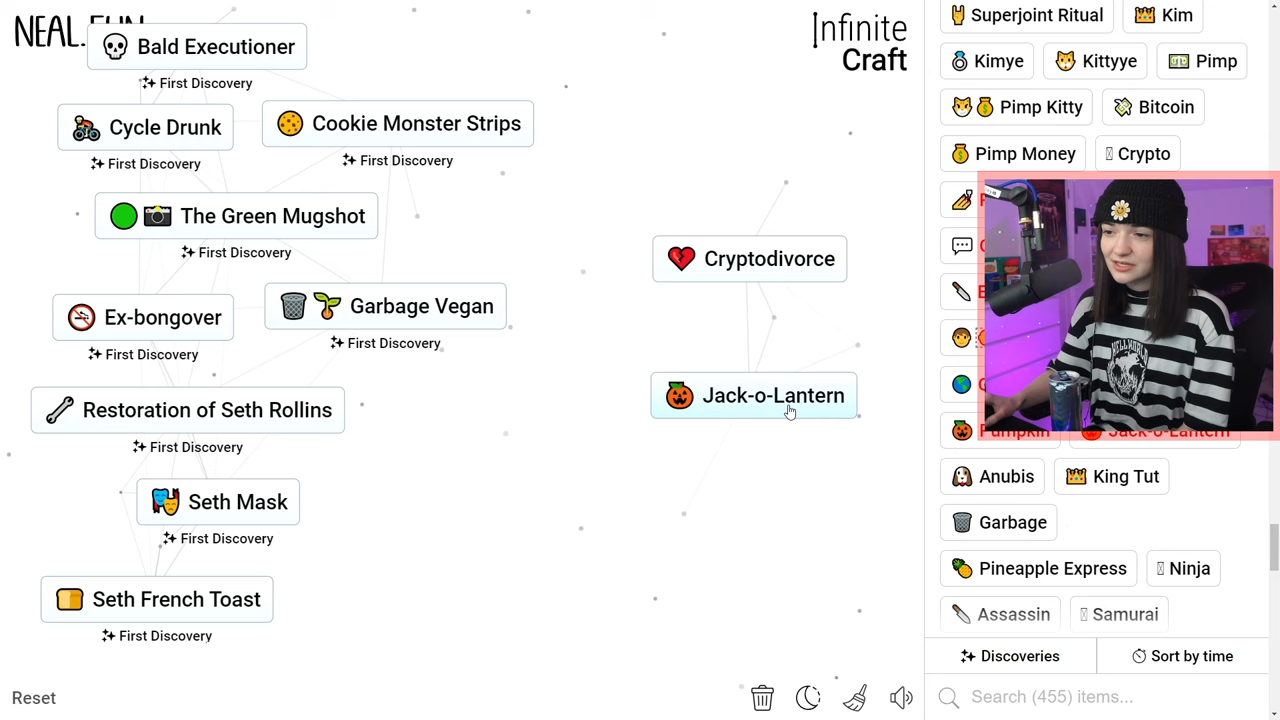 NEAL.FUN
Infinite
Craft
Bald Executioner
First Discovery
Cycle Drunk
First Discovery
Cookie Monster Strips
First Discovery
The Green Mugshot
First Discovery
Ex-bongover
First Discovery
Garbage Vegan
First Discovery
Restoration of Seth Rollins
First Discovery
Seth Mask
First Discovery
Seth French Toast
First Discovery
Cryptodivorce
Jack-o-Lantern
Superjoint Ritual
Kim
Kimye
Kittyye
Pimp
Pimp Kitty
Bitcoin
Pimp Money
Crypto
HELLWORLD
Pumpkin
Jack-o-Lantern
Anubis
King Tut
Garbage
Pineapple Express
Ninja
Assassin
Samurai
Discoveries
Sort by time
Search (455) items...
Reset